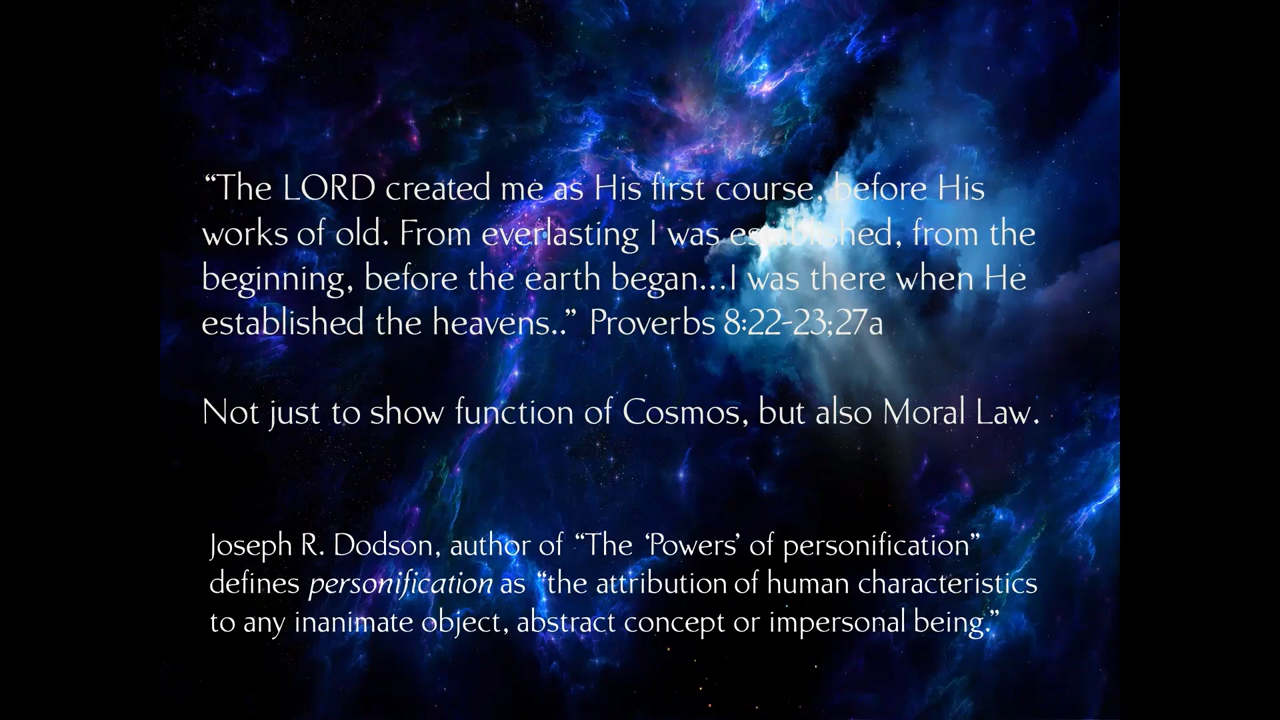 “The LORD created me as His first course, before His
works of old. From everlasting I was established, from the
beginning, before the earth began...I was there when He
established the heavens..” Proverbs 8:22-23;27a
Not just to show function of Cosmos, but also Moral Law.
Joseph R. Dodson, author of “The ‘Powers’ of personification”
defines personification as “the attribution of human characteristics
to any inanimate object, abstract concept or impersonal being.”